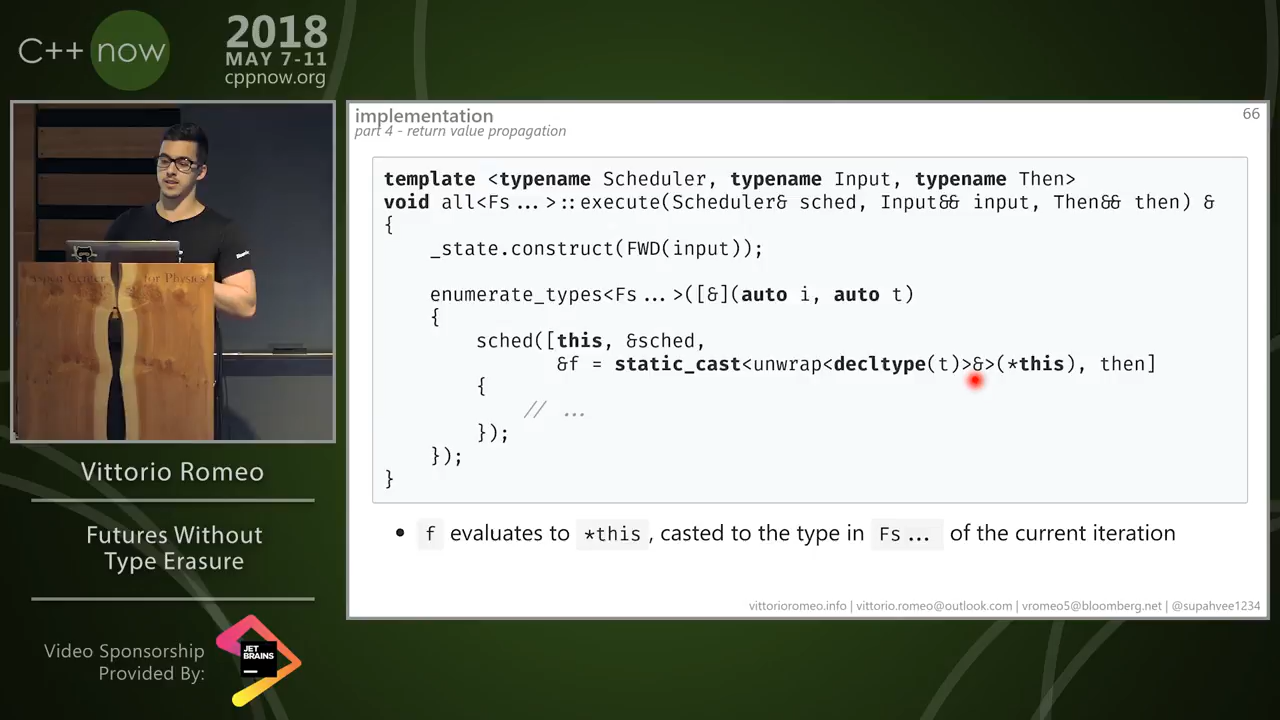 C++ now
2018
MAY 7-11
cppnow.org
implementation
part 4 - return value propagation
66
template <typename Scheduler, typename Input, typename Then>
void all<Fs...>::execute(Scheduler& sched, Input&& input, Then&& then) &
{
_state.construct(FWD(input));
enumerate_types<Fs...>([&](auto i, auto t)
{
sched([this, &sched,
&f = static_cast<unwrap<decltype(t)>&>(*this), then]
{
// ...
});
});
}
• f evaluates to *this, casted to the type in Fs... of the current iteration
vittorioromeo.info | vittorio.romeo@outlook.com | vromeo5@bloomberg.net | @supahvee1234
for Physics
Vittorio Romeo
Futures Without
Type Erasure
Video Sponsorship
Provided By:
JET
BRAINS